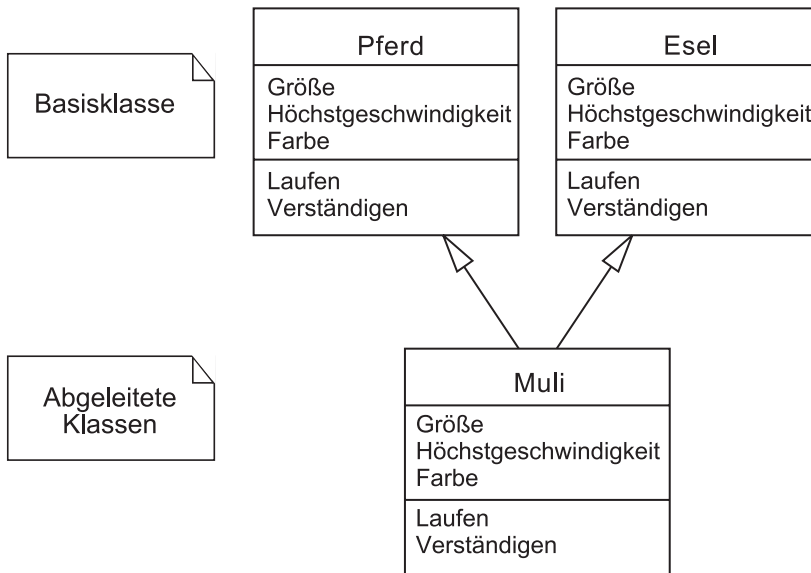 Basisklasse
Pferd
Größe
Höchstgeschwindigkeit
Farbe
Laufen
Verständigen
Esel
Größe
Höchstgeschwindigkeit
Farbe
Laufen
Verständigen
Abgeleitete
Klassen
Muli
Größe
Höchstgeschwindigkeit
Farbe
Laufen
Verständigen